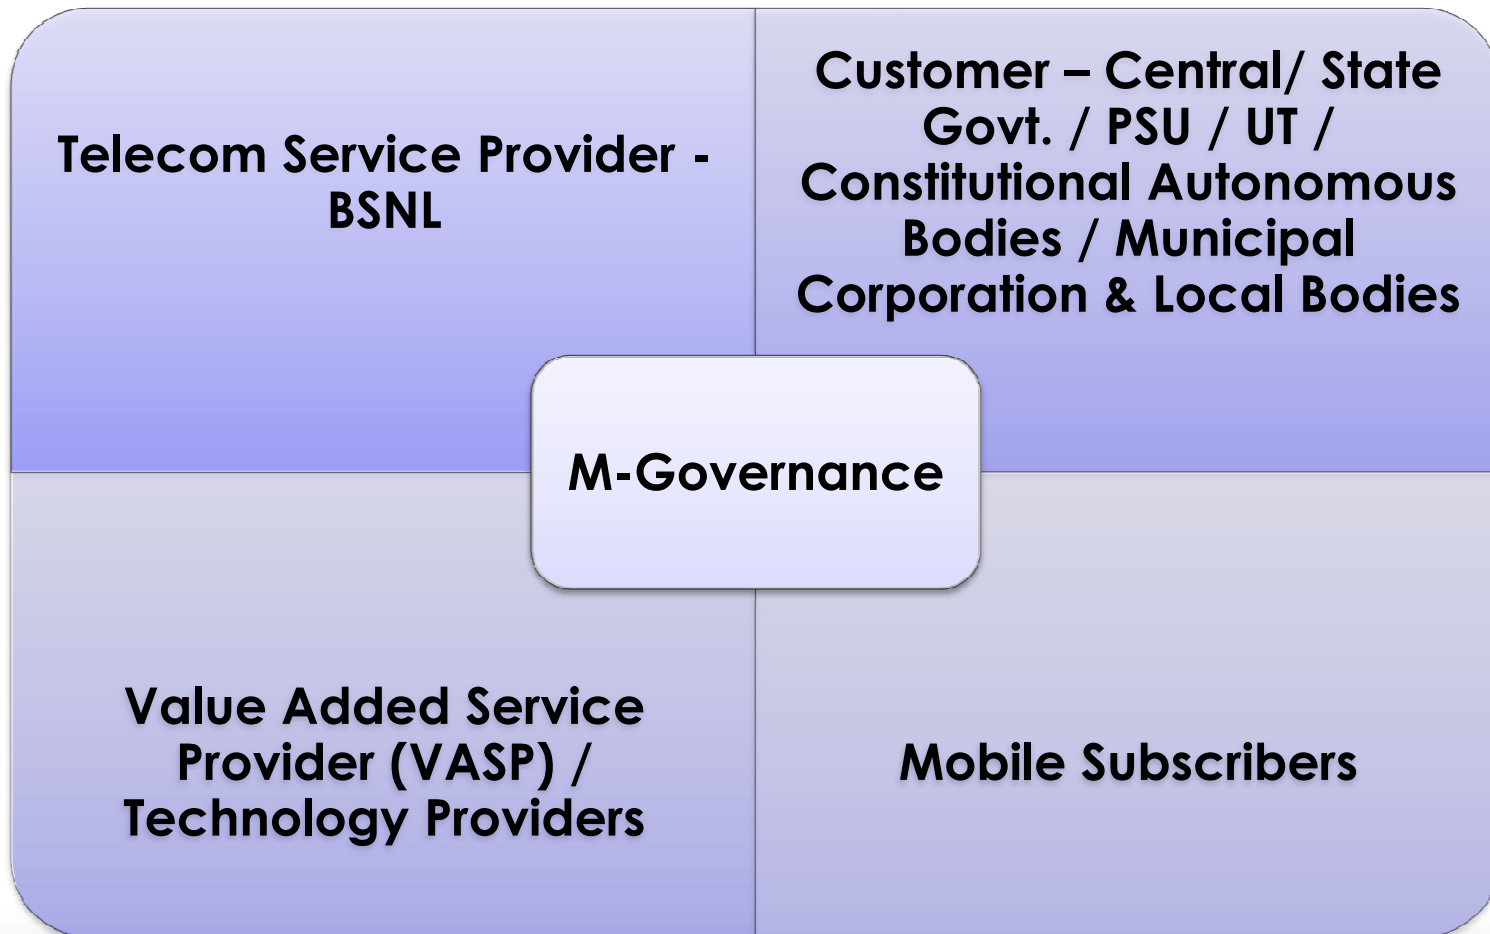 Telecom Service Provider -
BSNL
Customer – Central/ State
Govt. / PSU / UT /
Constitutional Autonomous
Bodies / Municipal
Corporation & Local Bodies
M-Governance
Value Added Service
Provider (VASP) /
Technology Providers
Mobile Subscribers